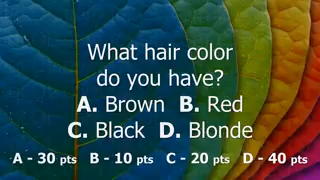 What hair color
do you have?
A. Brown B. Red
C. Black D. Blonde
A - 30 pts B - 10 pts C - 20 pts D - 40 pts